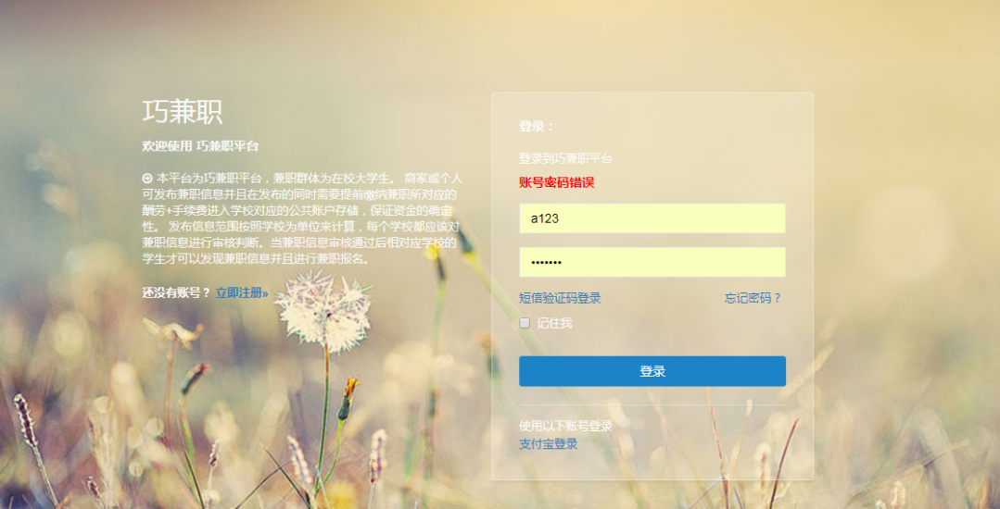 巧兼职
欢迎使用 巧兼职平台
本平台为巧兼职平台，兼职群体为在校大学生。 商家或个人
可发布兼职信息并且在发布的同时需要提前缴纳兼职所对应的
酬劳+手续费进入学校对应的公共账户存储，保证资金的确定
性。 发布信息范围按照学校为单位来计算，每个学校都应该对
兼职信息进行审核判断。当兼职信息审核通过后相对应学校的
学生才可以发现兼职信息并且进行兼职报名。
还没有账号？ 立即注册»
登录：
登录到巧兼职平台
账号密码错误
a123
•••••••
短信验证码登录 忘记密码？
记住我
登录
使用以下账号登录
支付宝登录